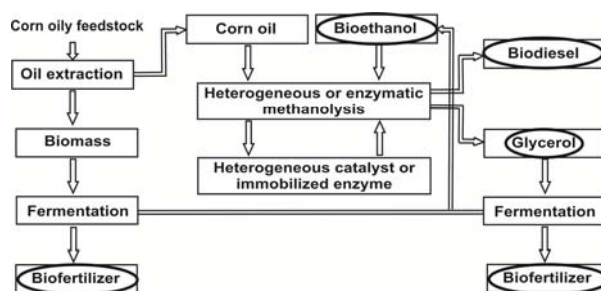 Corn oily feedstock
Corn oil
Bioethanol
Oil extraction
Biodiesel
Heterogeneous or enzymatic
methanolysis
Biomass
Glycerol
Heterogeneous catalyst or
immobilized enzyme
Fermentation
Fermentation
Biofertilizer
Biofertilizer